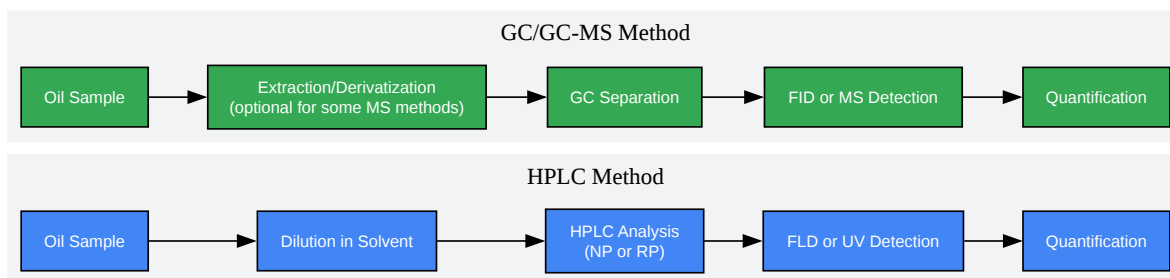 GC/GC-MS Method
Oil Sample
Extraction/Derivatization
(optional for some MS methods)
GC Separation
FID or MS Detection
Quantification
HPLC Method
Oil Sample
Dilution in Solvent
HPLC Analysis
(NP or RP)
FLD or UV Detection
Quantification